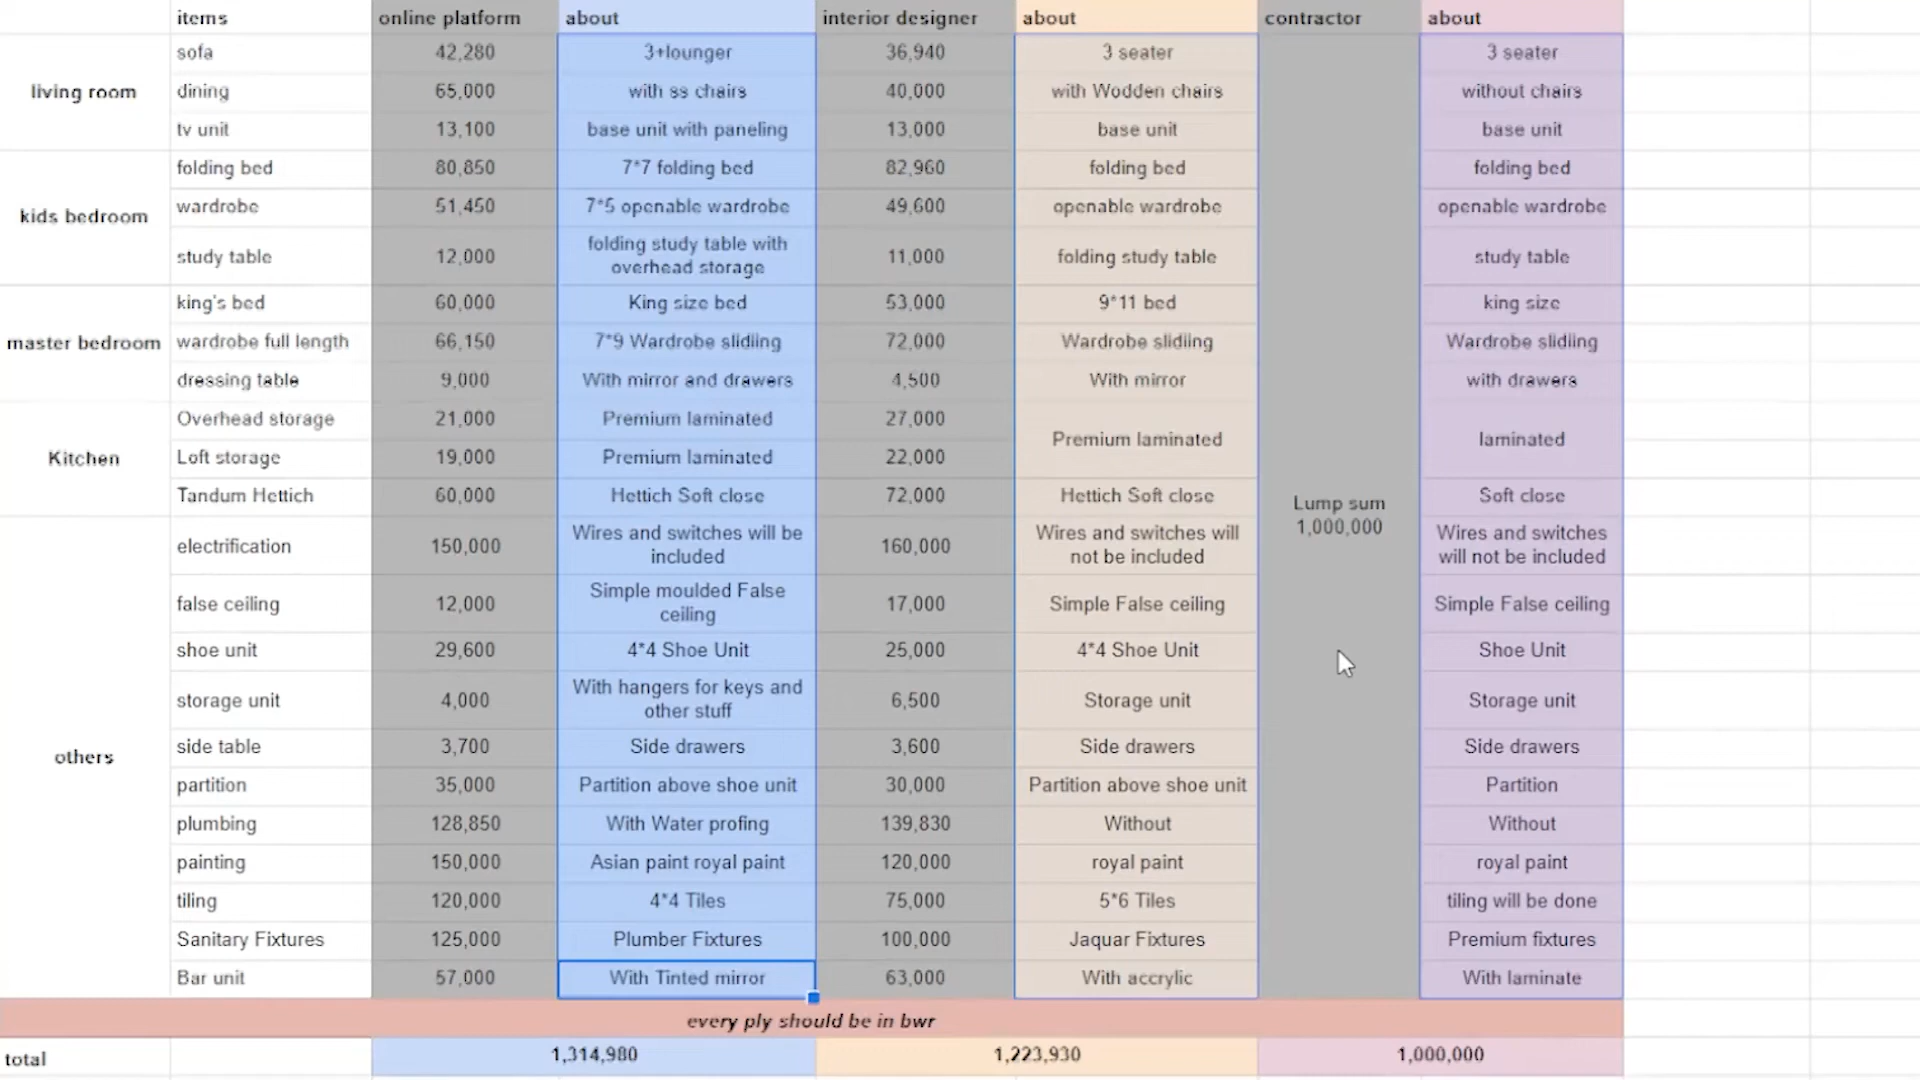 items online platform about interior designer about contractor about
living room
sofa 42,280 3+lounger 36,940 3 seater 3 seater
dining 65,000 with ss chairs 40,000 with Wodden chairs without chairs
tv unit 13,100 base unit with paneling 13,000 base unit base unit
kids bedroom
folding bed 80,850 7*7 folding bed 82,960 folding bed folding bed
wardrobe 51,450 7*5 openable wardrobe 49,600 openable wardrobe openable wardrobe
study table 12,000 folding study table with overhead storage 11,000 folding study table study table
master bedroom
king's bed 60,000 King size bed 53,000 9*11 bed king size
wardrobe full length 66,150 7*9 Wardrobe slidiing 72,000 Wardrobe slidiing Wardrobe slidiing
dressing table 9,000 With mirror and drawers 4,500 With mirror with drawers
Kitchen
Overhead storage 21,000 Premium laminated 27,000 Premium laminated laminated
Loft storage 19,000 Premium laminated 22,000
Tandum Hettich 60,000 Hettich Soft close 72,000 Hettich Soft close Soft close
Lump sum
1,000,000
others
electrification 150,000 Wires and switches will be included 160,000 Wires and switches will not be included Wires and switches will not be included
false ceiling 12,000 Simple moulded False ceiling 17,000 Simple False ceiling Simple False ceiling
shoe unit 29,600 4*4 Shoe Unit 25,000 4*4 Shoe Unit Shoe Unit
storage unit 4,000 With hangers for keys and other stuff 6,500 Storage unit Storage unit
side table 3,700 Side drawers 3,600 Side drawers Side drawers
partition 35,000 Partition above shoe unit 30,000 Partition above shoe unit Partition
plumbing 128,850 With Water profing 139,830 Without Without
painting 150,000 Asian paint royal paint 120,000 royal paint royal paint
tiling 120,000 4*4 Tiles 75,000 5*6 Tiles tiling will be done
Sanitary Fixtures 125,000 Plumber Fixtures 100,000 Jaquar Fixtures Premium fixtures
Bar unit 57,000 With Tinted mirror 63,000 With accrylic With laminate
every ply should be in bwr
total 1,314,980 1,223,930 1,000,000